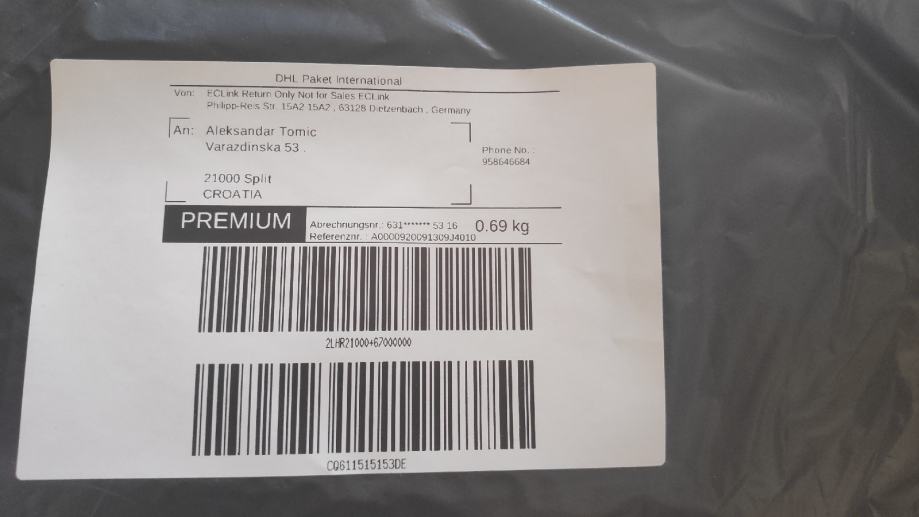 DHL Paket International
Von: ECLink Return Only Not for Sales ECLink
Philipp-Reis Str. 15A2 15A2 , 63128 Dietzenbach , Germany
An: Aleksandar Tomic
Varazdinska 53 .
Phone No. :
958646684
21000 Split
CROATIA
PREMIUM
Abrechnungsnr.: 631******* 53 16 0.69 kg
Referenznr. : A000092009130934010
2LHR21000+67000000
CQ611515153DE